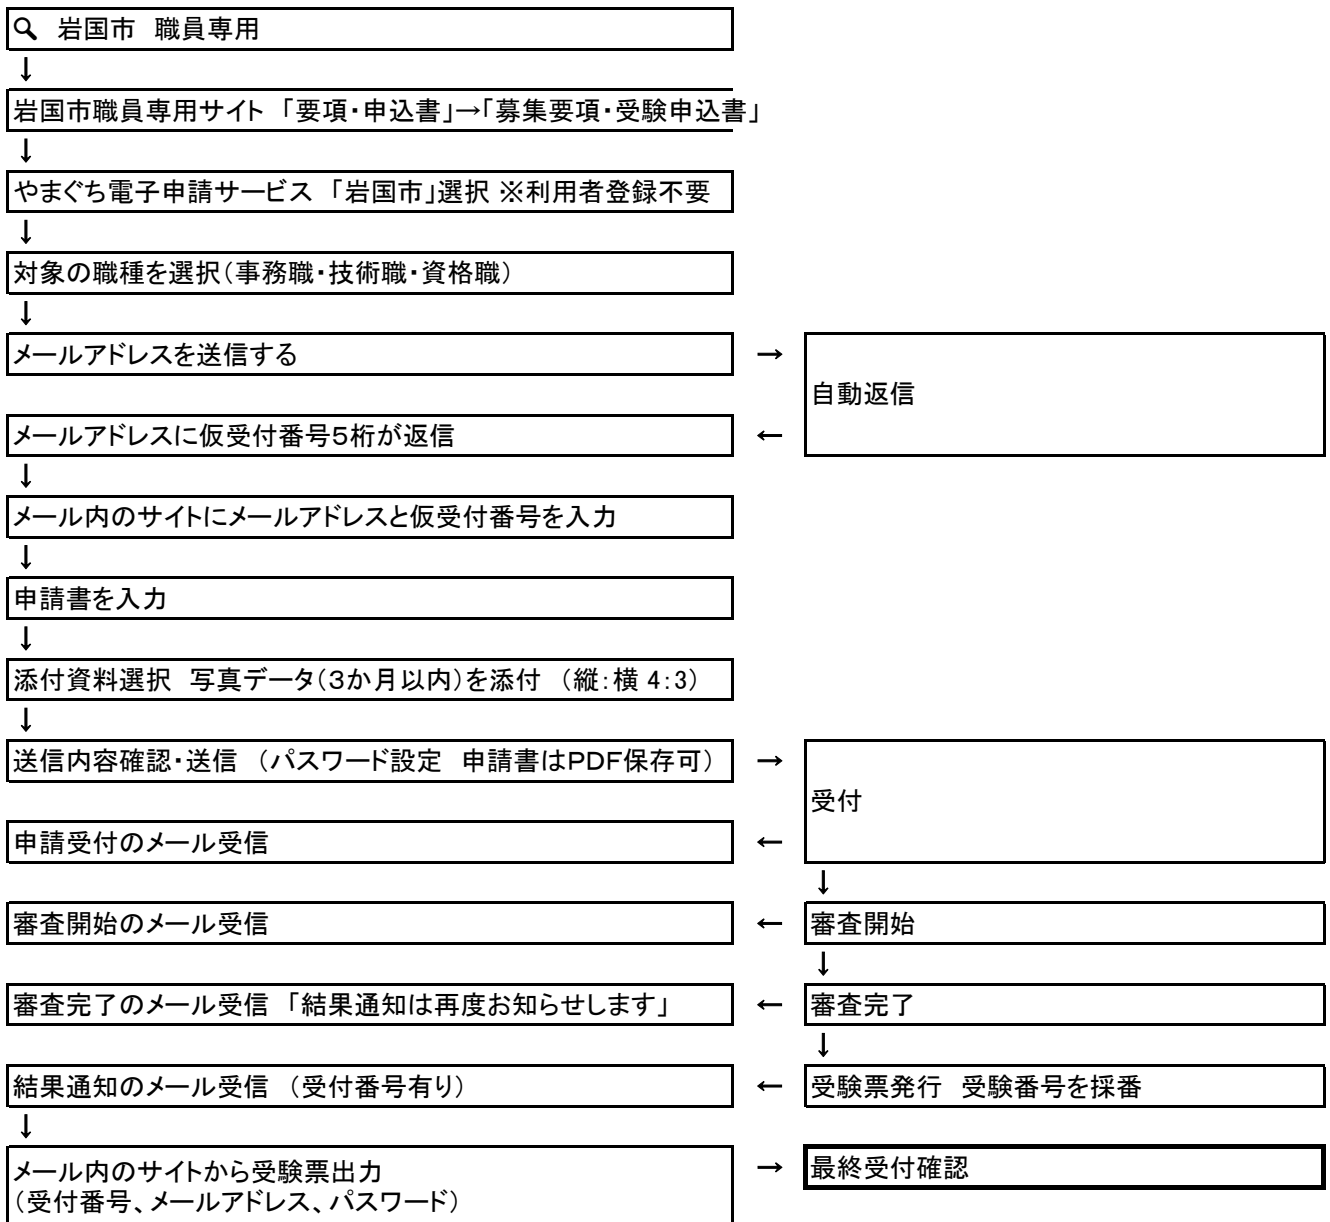 岩国市　職員専用
↓
岩国市職員専用サイト　「要項・申込書」→「募集要項・受験申込書」
↓
やまぐち電子申請サービス　「岩国市」選択 ※利用者登録不要
↓
対象の職種を選択（事務職・技術職・資格職）
↓
メールアドレスを送信する　→
自動返信
メールアドレスに仮受付番号５桁が返信　←
↓
メール内のサイトにメールアドレスと仮受付番号を入力
↓
申請書を入力
↓
添付資料選択　写真データ（３か月以内）を添付　（縦：横 4：3）
↓
送信内容確認・送信　（パスワード設定　申請書はＰＤＦ保存可）　→
受付
申請受付のメール受信　←
↓
審査開始のメール受信　←　審査開始
↓
審査完了のメール受信　「結果通知は再度お知らせします」　←　審査完了
↓
結果通知のメール受信　（受付番号有り）　←　受験票発行　受験番号を採番
↓
メール内のサイトから受験票出力　→　最終受付確認
（受付番号、メールアドレス、パスワード）